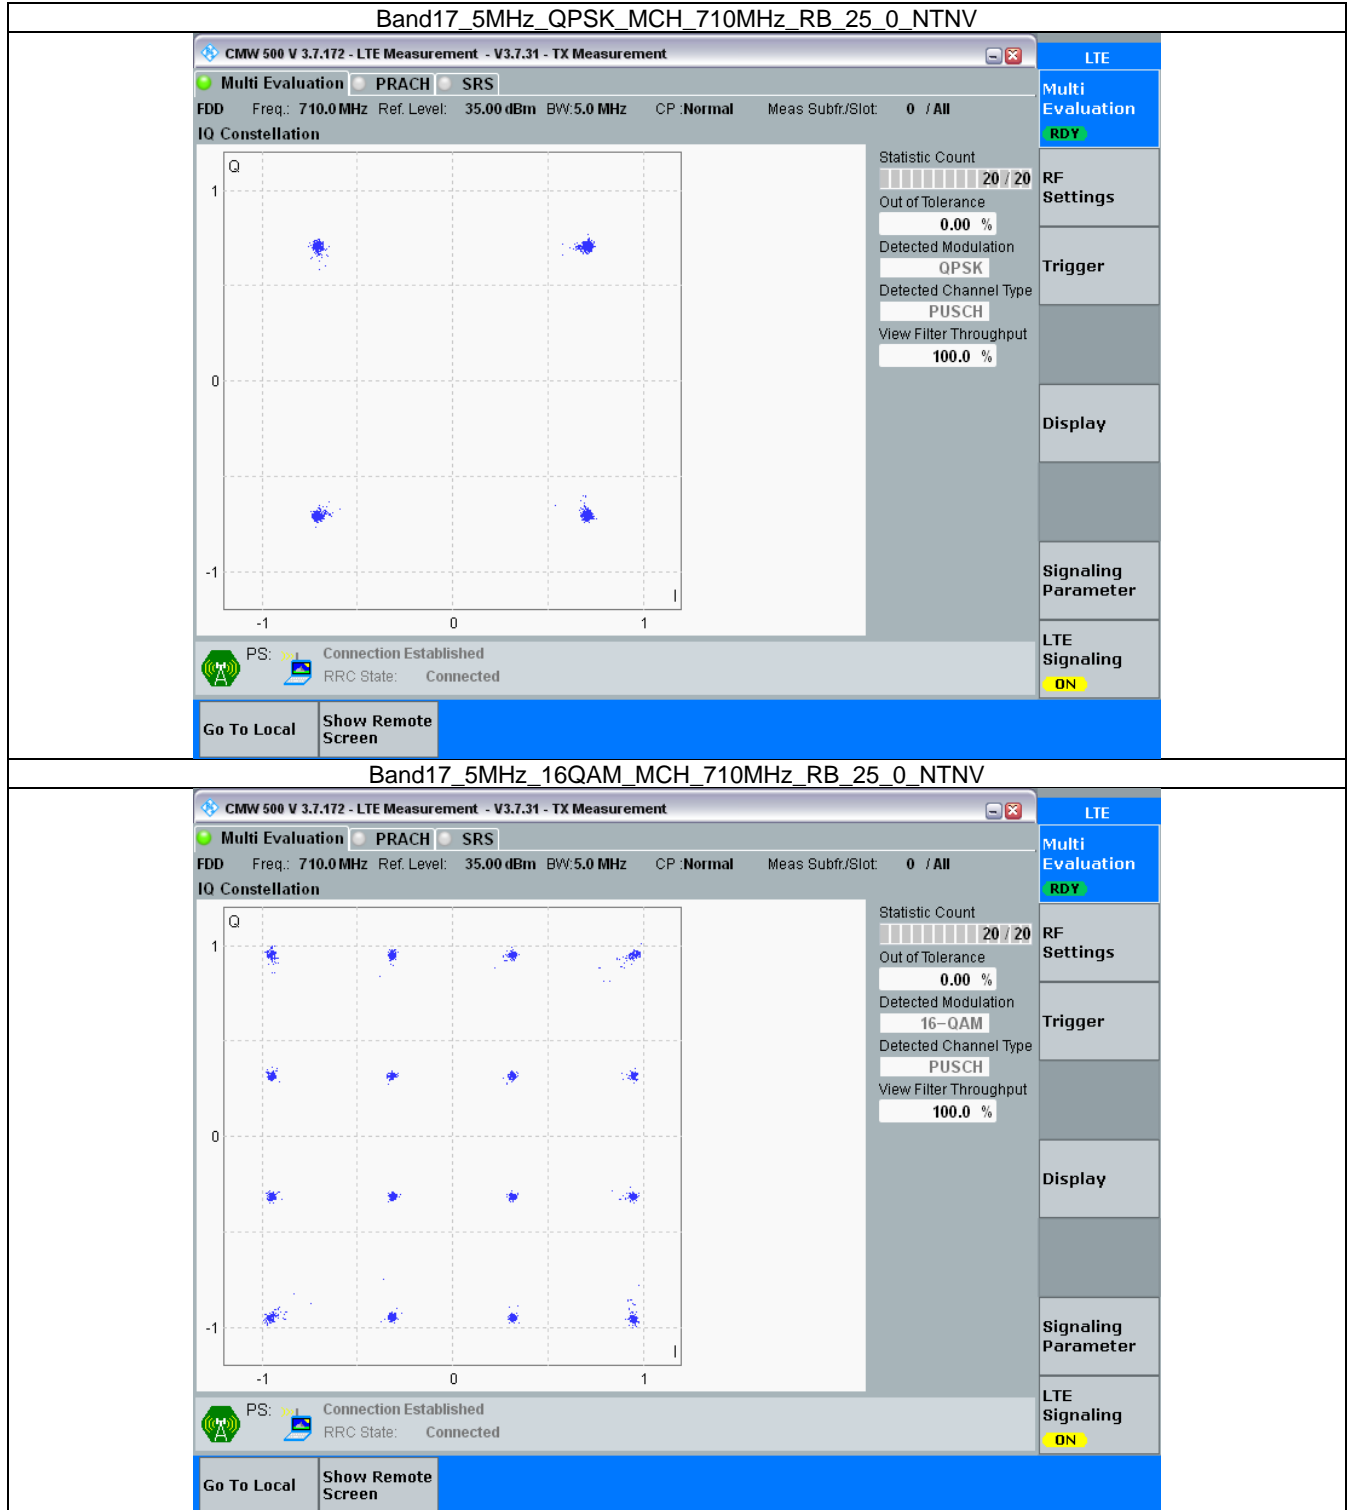 Band17_5MHz_QPSK_MCH_710MHz_RB_25_0_NTNV
CMW 500 V 3.7.172 - LTE Measurement - V3.7.31 - TX Measurement
LTE
Multi Evaluation PRACH SRS
Multi
Evaluation
RDY
FDD Freq.: 710.0 MHz Ref. Level: 35.00 dBm BW: 5.0 MHz CP : Normal Meas Subfr./Slot: 0 / All
IQ Constellation
Q
1
0
-1
I
-1 0 1
Statistic Count
20 / 20
Out of Tolerance
0.00 %
Detected Modulation
QPSK
Detected Channel Type
PUSCH
View Filter Throughput
100.0 %
RF
Settings
Trigger
Display
Signaling
Parameter
LTE
Signaling
ON
PS: Connection Established
RRC State: Connected
Go To Local
Show Remote
Screen
Band17_5MHz_16QAM_MCH_710MHz_RB_25_0_NTNV
CMW 500 V 3.7.172 - LTE Measurement - V3.7.31 - TX Measurement
LTE
Multi Evaluation PRACH SRS
Multi
Evaluation
RDY
FDD Freq.: 710.0 MHz Ref. Level: 35.00 dBm BW: 5.0 MHz CP : Normal Meas Subfr./Slot: 0 / All
IQ Constellation
Q
1
0
-1
I
-1 0 1
Statistic Count
20 / 20
Out of Tolerance
0.00 %
Detected Modulation
16-QAM
Detected Channel Type
PUSCH
View Filter Throughput
100.0 %
RF
Settings
Trigger
Display
Signaling
Parameter
LTE
Signaling
ON
PS: Connection Established
RRC State: Connected
Go To Local
Show Remote
Screen